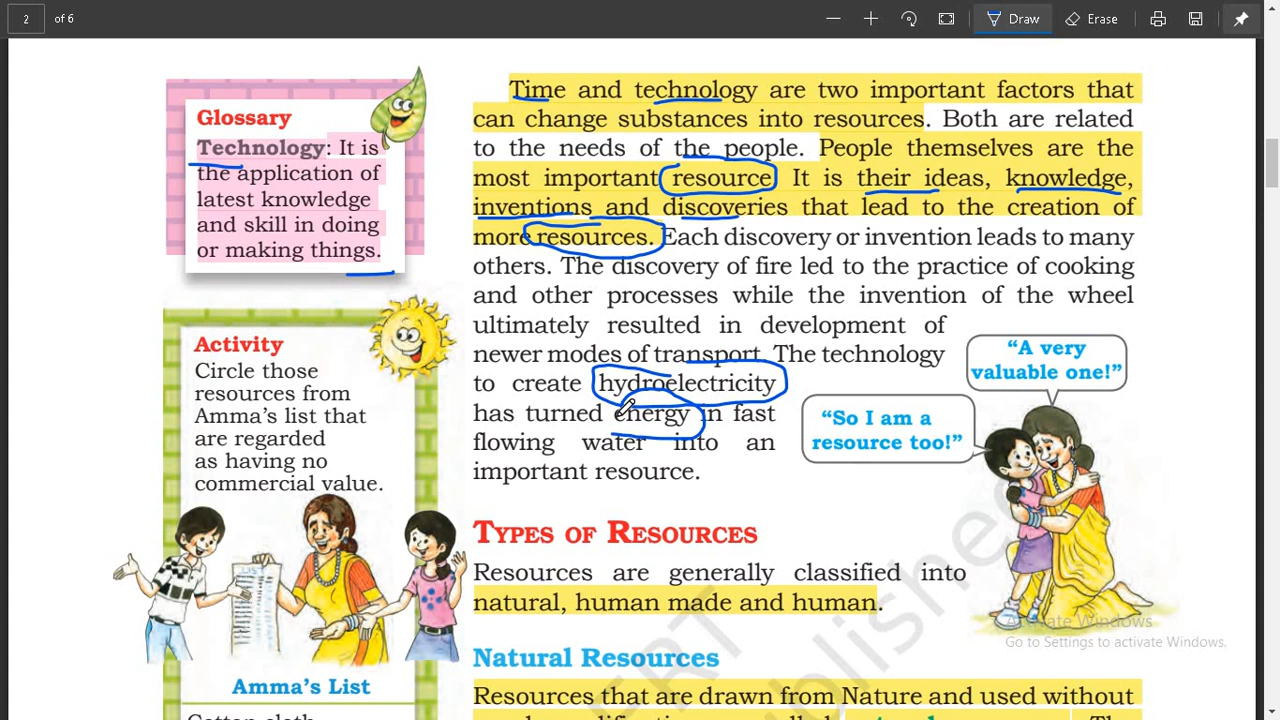 2
of 6
Draw
Erase
Glossary
Technology: It is
the application of
latest knowledge
and skill in doing
or making things.
Activity
Circle those
resources from
Amma's list that
are regarded
as having no
commercial value.
LIST
Amma's List
Cotton cloth
Time and technology are two important factors that
can change substances into resources. Both are related
to the needs of the people. People themselves are the
most important resource. It is their ideas, knowledge,
inventions and discoveries that lead to the creation of
more resources. Each discovery or invention leads to many
others. The discovery of fire led to the practice of cooking
and other processes while the invention of the wheel
ultimately resulted in development of
newer modes of transport. The technology
to create hydroelectricity
has turned energy in fast
flowing water into an
important resource.
"A very
valuable one!"
"So I am a
resource too!"
Types of Resources
Resources are generally classified into
natural, human made and human.
Activate Windows
Go to Settings to activate Windows.
Natural Resources
Resources that are drawn from Nature and used without